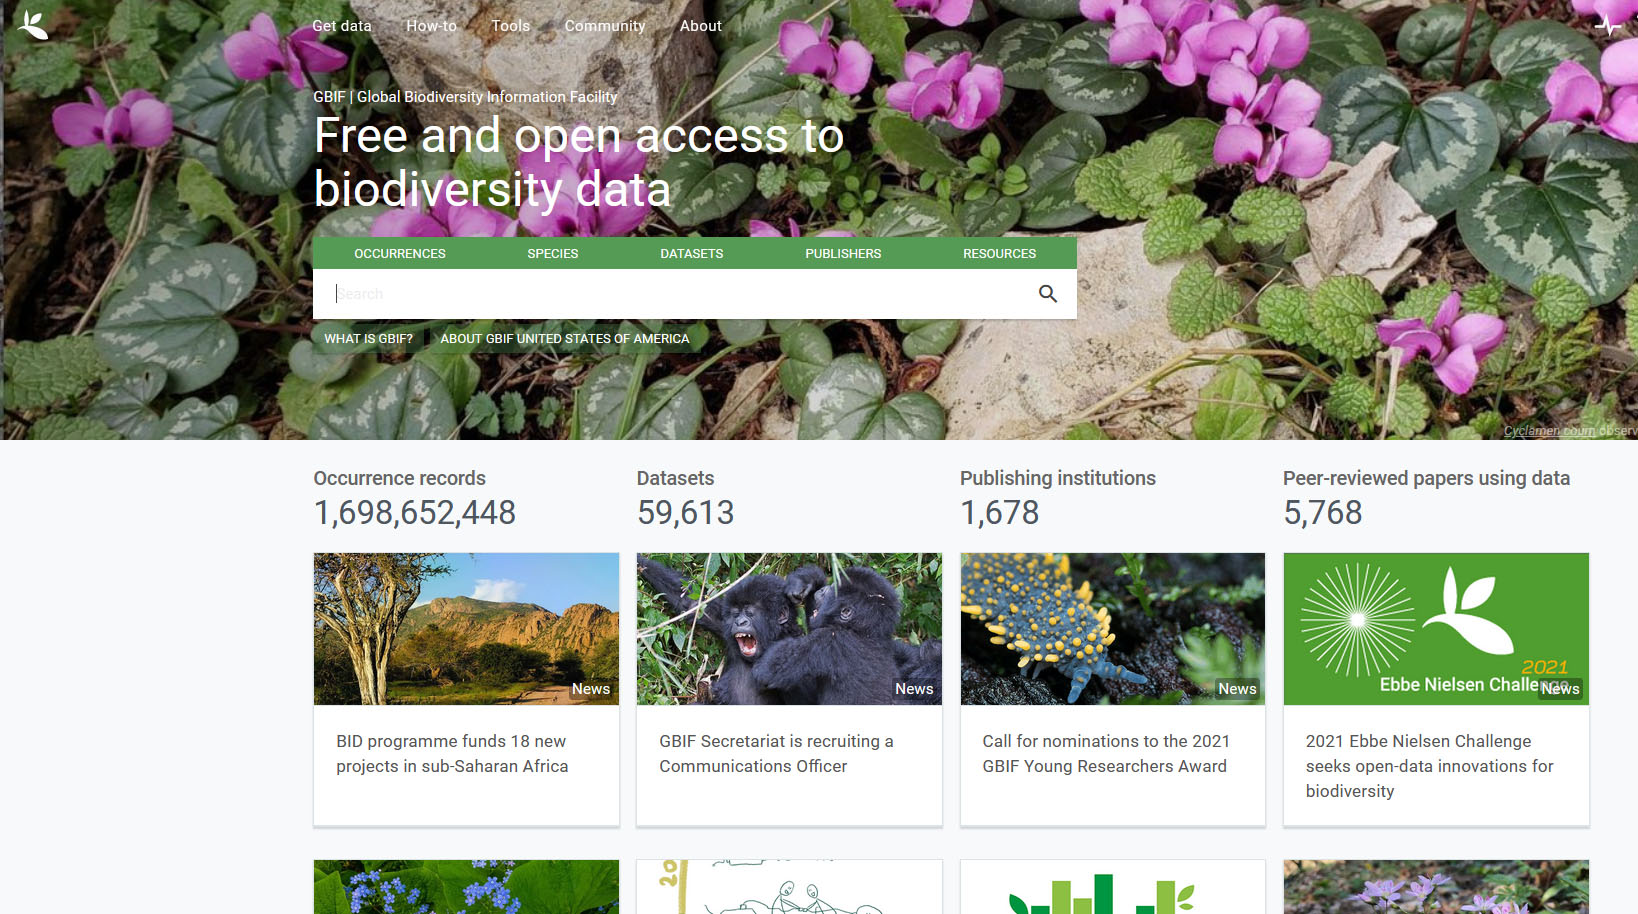 Get data How-to Tools Community About
GBIF | Global Biodiversity Information Facility
Free and open access to
biodiversity data
OCCURRENCES SPECIES DATASETS PUBLISHERS RESOURCES
Search
WHAT IS GBIF? ABOUT GBIF UNITED STATES OF AMERICA
Cyclamen coum observ
Occurrence records
1,698,652,448
Datasets
59,613
Publishing institutions
1,678
Peer-reviewed papers using data
5,768
News
BID programme funds 18 new
projects in sub-Saharan Africa
News
GBIF Secretariat is recruiting a
Communications Officer
News
Call for nominations to the 2021
GBIF Young Researchers Award
2021
Ebbe Nielsen Challenge
News
2021 Ebbe Nielsen Challenge
seeks open-data innovations for
biodiversity
20